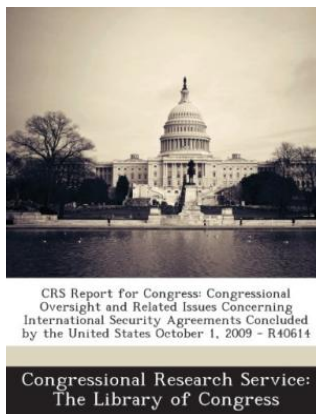 CRS Report for Congress: Congressional
Oversight and Related Issues Concerning
International Security Agreements Concluded
by the United States October 1, 2009 - R40614
Congressional Research Service:
The Library of Congress